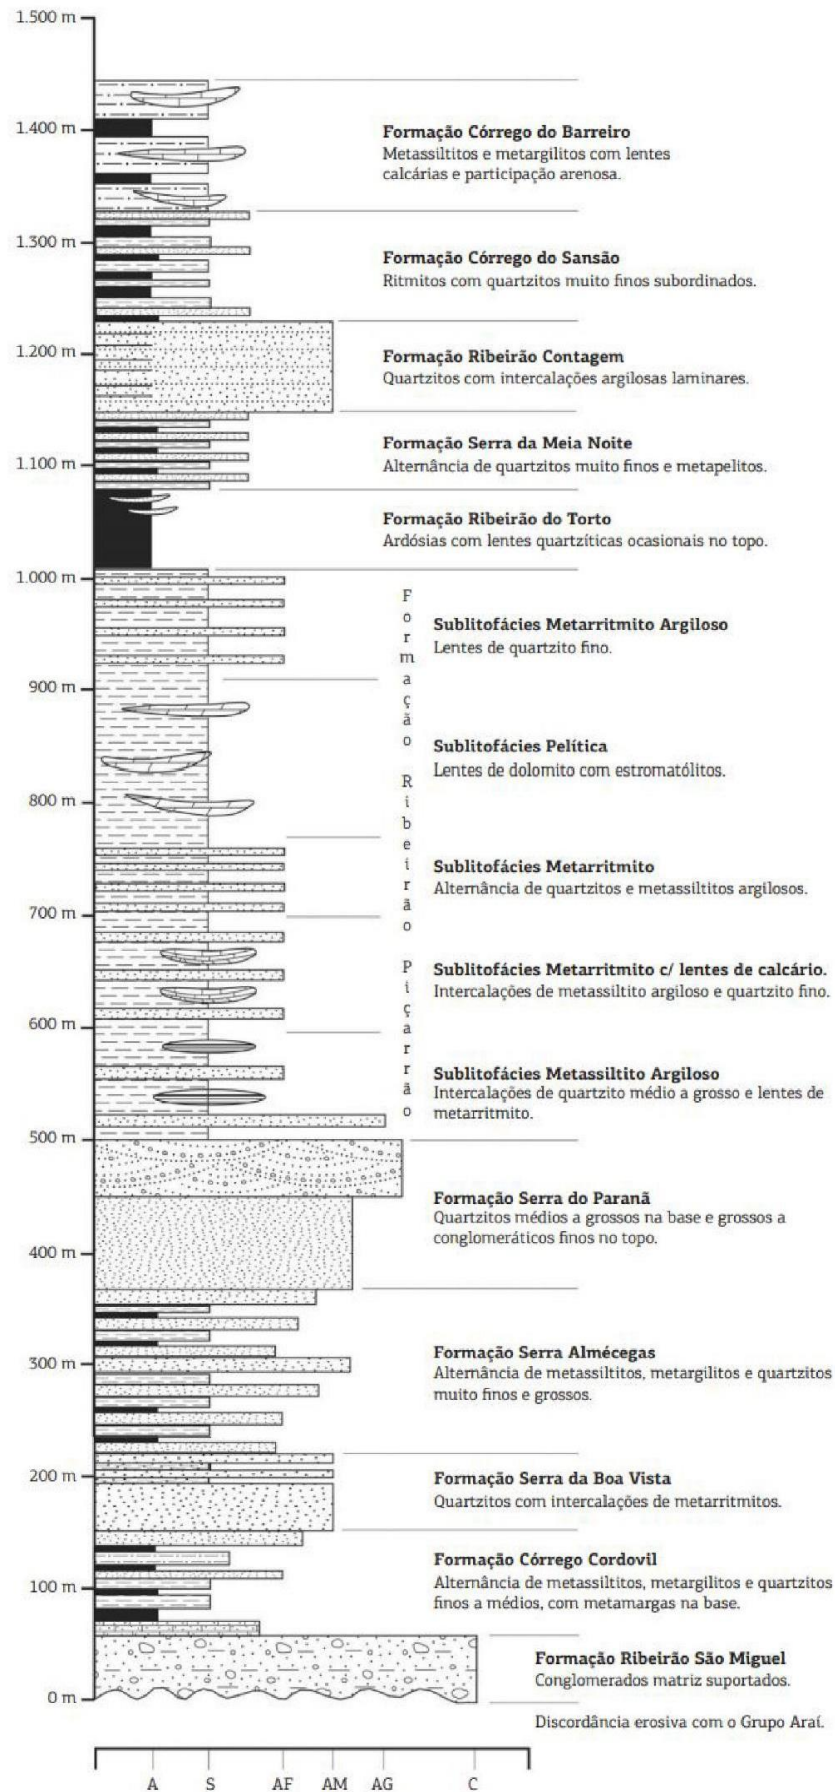 1.500 m
1.400 m
Formação Córrego do Barreiro
Metassiltitos e metargilitos com lentes
calcárias e participação arenosa.
1.300 m
Formação Córrego do Sansão
Ritmitos com quartzitos muito finos subordinados.
1.200 m
Formação Ribeirão Contagem
Quartzitos com intercalações argilosas laminares.
Formação Serra da Meia Noite
1.100 m
Alternância de quartzitos muito finos e metapelitos.
Formação Ribeirão do Torto
Ardósias com lentes quartzíticas ocasionais no topo.
1.000 m
Formação Ribeirão Piçarrão
Sublitofácies Metarritmito Argiloso
Lentes de quartzito fino.
900 m
Sublitofácies Pelítica
Lentes de dolomito com estromatólitos.
800 m
Sublitofácies Metarritmito
Alternância de quartzitos e metassiltitos argilosos.
700 m
Sublitofácies Metarritmito c/ lentes de calcário.
Intercalações de metassiltito argiloso e quartzito fino.
600 m
Sublitofácies Metassiltito Argiloso
Intercalações de quartzito médio a grosso e lentes de
metarritmito.
500 m
Formação Serra do Paranã
Quartzitos médios a grossos na base e grossos a
conglomeráticos finos no topo.
400 m
Formação Serra Almécegas
300 m
Alternância de metassiltitos, metargilitos e quartzitos
muito finos e grossos.
200 m
Formação Serra da Boa Vista
Quartzitos com intercalações de metarritmitos.
Formação Córrego Cordovil
100 m
Alternância de metassiltitos, metargilitos e quartzitos
finos a médios, com metamargas na base.
Formação Ribeirão São Miguel
Conglomerados matriz suportados.
0 m
Discordância erosiva com o Grupo Araí.
A S AF AM AG C